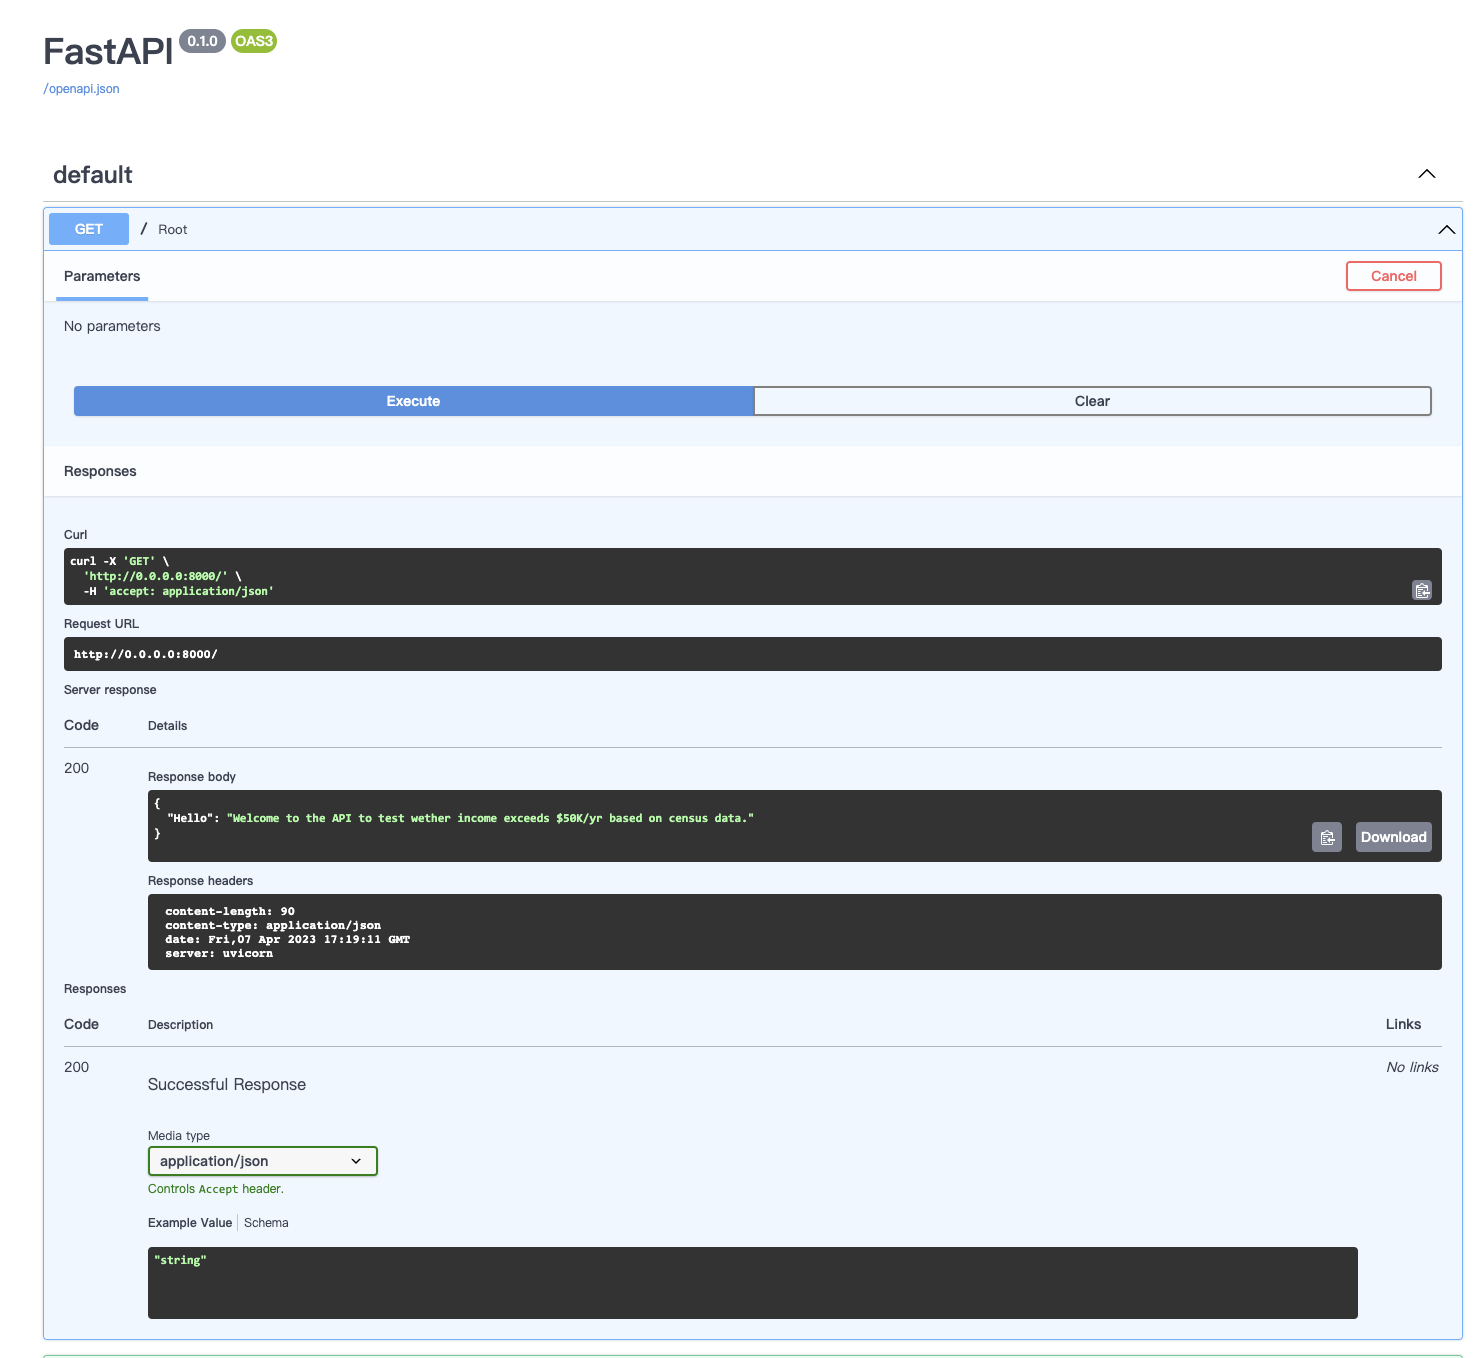 FastAPI 0.1.0 OAS3
/openapi.json
default
GET / Root
Parameters
Cancel
No parameters
Execute
Clear
Responses
Curl
curl -X 'GET' \
'http://0.0.0.0:8000/' \
-H 'accept: application/json'
Request URL
http://0.0.0.0:8000/
Server response
Code Details
200
Response body
{
"Hello": "Welcome to the API to test wether income exceeds $50K/yr based on census data."
}
Download
Response headers
content-length: 90
content-type: application/json
date: Fri,07 Apr 2023 17:19:11 GMT
server: uvicorn
Responses
Code Description Links
200
Successful Response
No links
Media type
application/json
Controls Accept header.
Example Value Schema
"string"